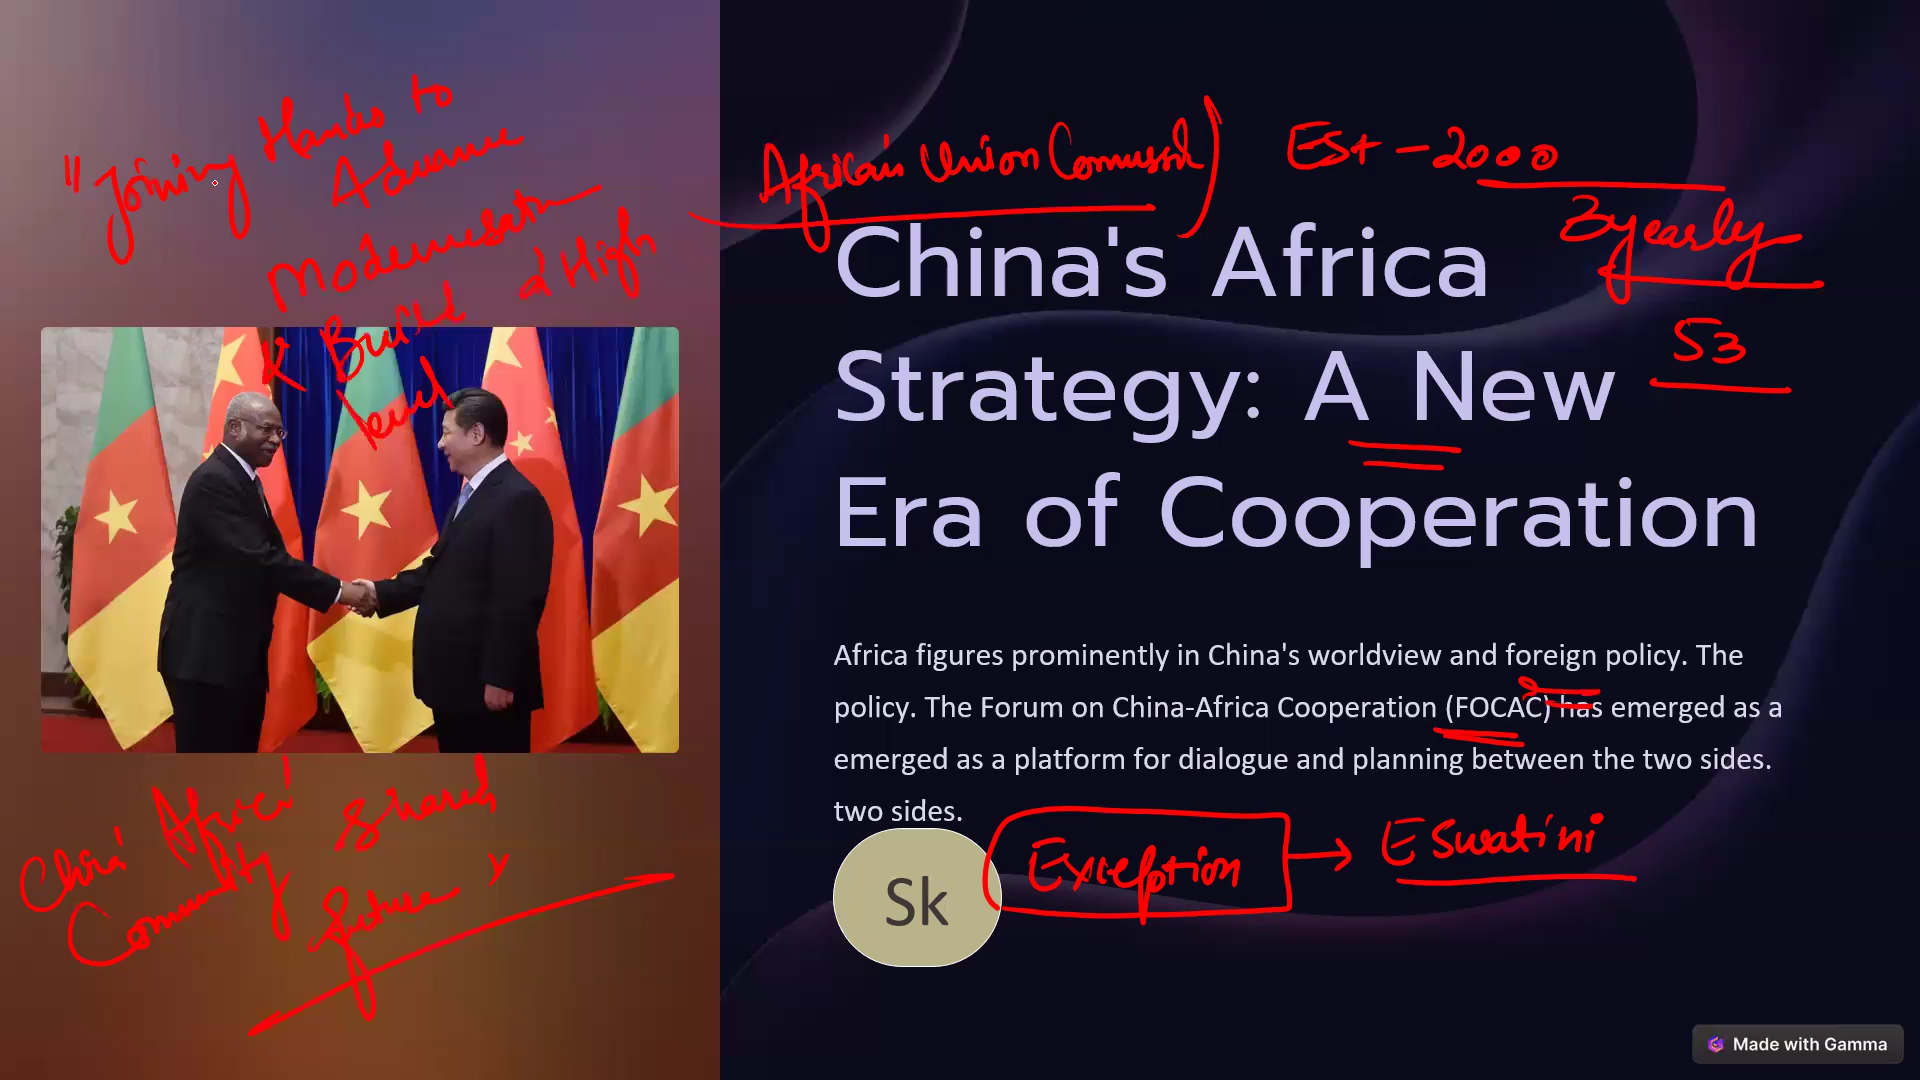 "Joining Hands to
Advance
Modernisatn
& Build a High
level
China Africa
Community Shared
future"
African Union Commissn)
Est - 2000
3 yearly
53
China's Africa
Strategy: A New
Era of Cooperation
Africa figures prominently in China's worldview and foreign policy. The
policy. The Forum on China-Africa Cooperation (FOCAC) has emerged as a
emerged as a platform for dialogue and planning between the two sides.
two sides.
Sk
Exception → Eswatini
Made with Gamma